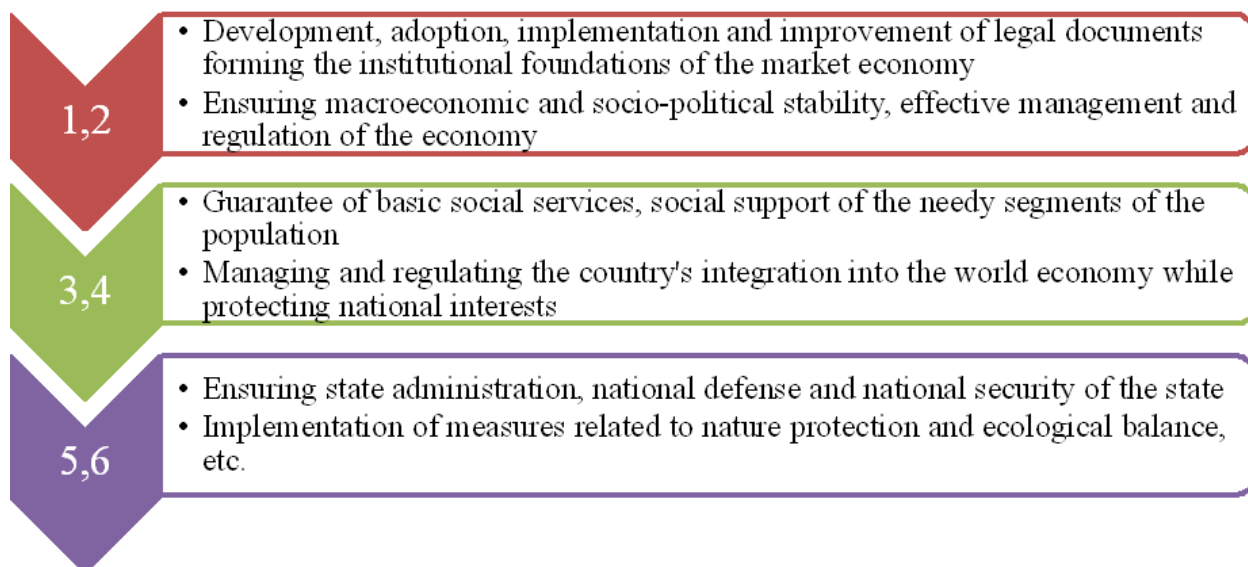 1,2
• Development, adoption, implementation and improvement of legal documents
forming the institutional foundations of the market economy
• Ensuring macroeconomic and socio-political stability, effective management and
regulation of the economy
3,4
• Guarantee of basic social services, social support of the needy segments of the
population
• Managing and regulating the country's integration into the world economy while
protecting national interests
5,6
• Ensuring state administration, national defense and national security of the state
• Implementation of measures related to nature protection and ecological balance,
etc.